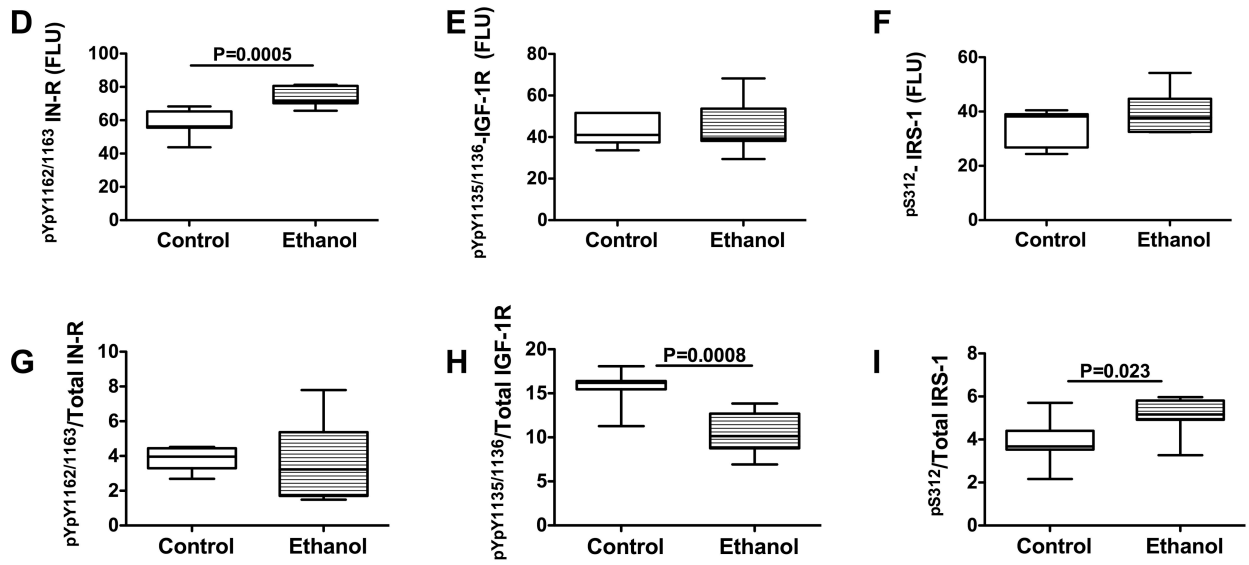 D
pYpY1162/1163 IN-R (FLU)
100
80
60
40
20
0
P=0.0005
Control Ethanol
E
pYpY1135/1136-IGF-1R (FLU)
80
60
40
20
0
Control Ethanol
F
pS312- IRS-1 (FLU)
60
40
20
0
Control Ethanol
G
pYpY1162/1163/Total IN-R
10
8
6
4
2
0
Control Ethanol
H
pYpY1135/1136/Total IGF-1R
20
15
10
5
0
P=0.0008
Control Ethanol
I
pS312/Total IRS-1
8
6
4
2
0
P=0.023
Control Ethanol